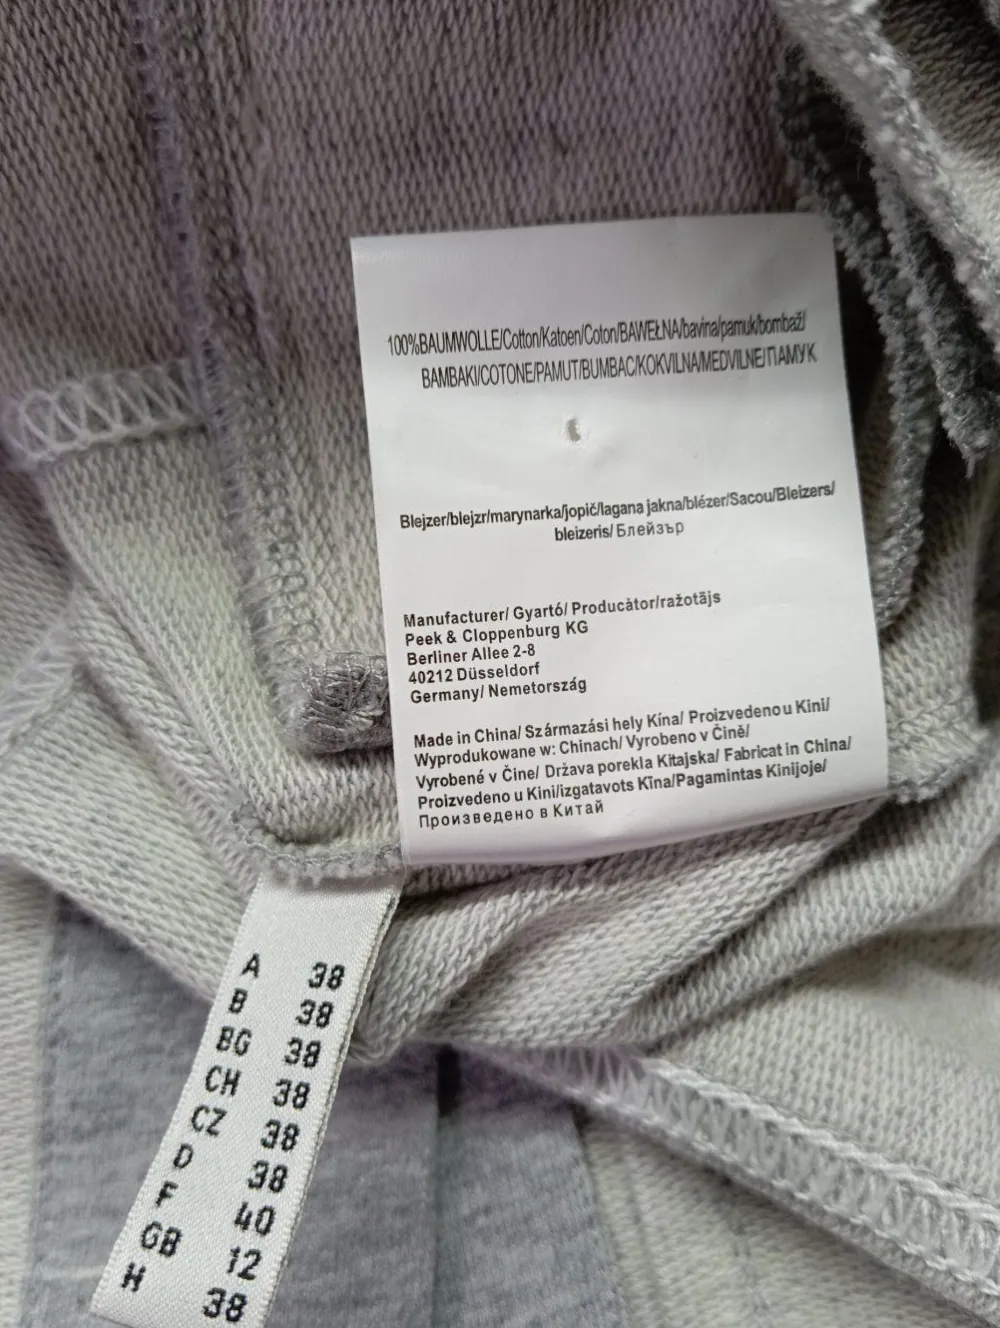 100%BAUMWOLLE/Cotton/Katoen/Coton/BAWEŁNA/bavlna/pamuk/bombaž/
BAMBAKI/COTONE/PAMUT/BUMBAC/KOKVILNA/MEDVILNE/ПАМУК
Blejzer/blejzr/marynarka/jopič/lagana jakna/blézer/Sacou/Bleizers/
bleizeris/ Блейзър
Manufacturer/ Gyartó/ Producător/ražotājs
Peek & Cloppenburg KG
Berliner Allee 2-8
40212 Düsseldorf
Germany/ Nemetország
Made in China/ Származási hely Kína/ Proizvedeno u Kini/
Wyprodukowane w: Chinach/ Vyrobeno v Číně/
Vyrobené v Čine/ Država porekla Kitajska/ Fabricat in China/
Proizvedeno u Kini/izgatavots Kīna/Pagamintas Kinijoje/
Произведено в Китай
A 38
B 38
BG 38
CH 38
CZ 38
D 38
F 40
GB 12
H 38